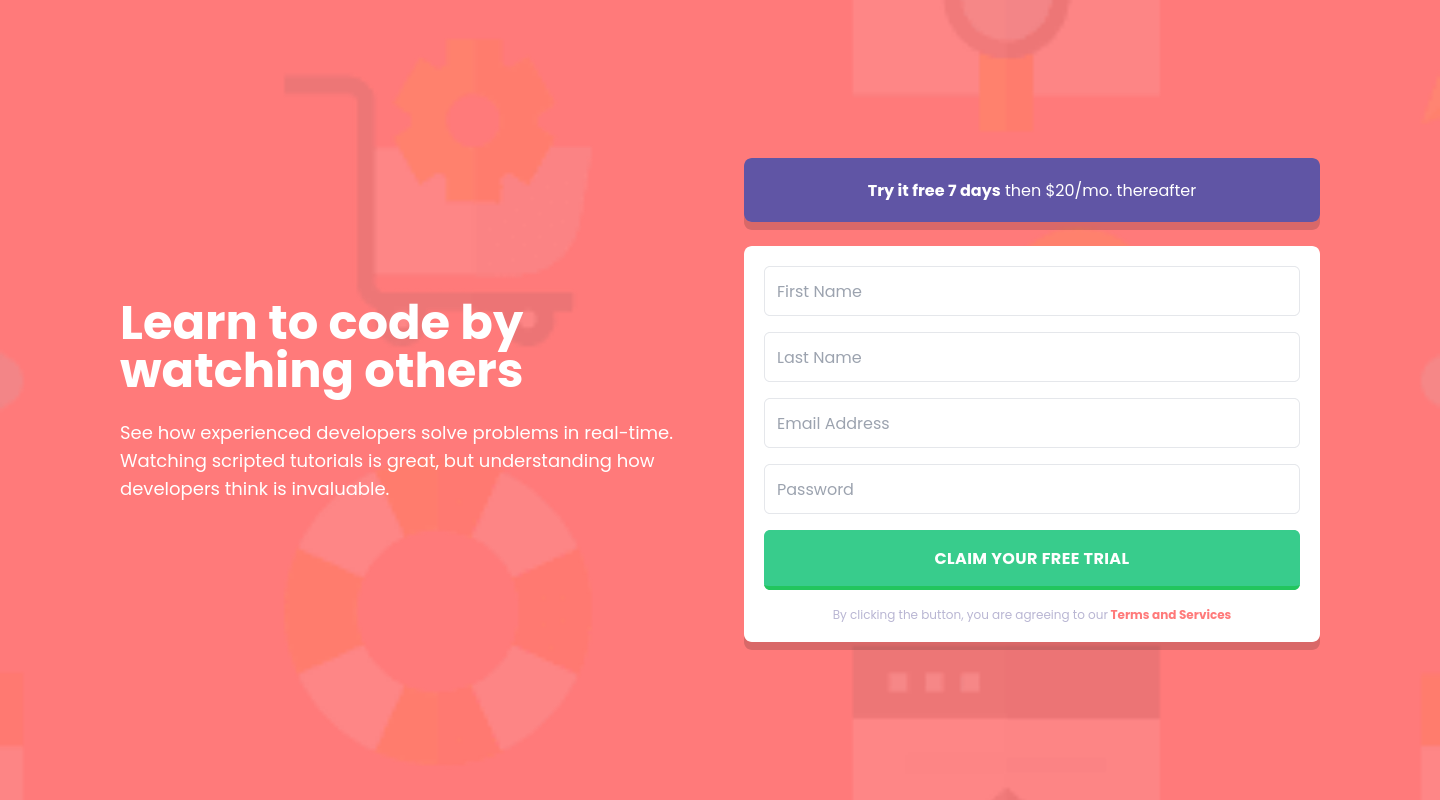 Learn to code by
watching others
See how experienced developers solve problems in real-time.
Watching scripted tutorials is great, but understanding how
developers think is invaluable.
Try it free 7 days then $20/mo. thereafter
First Name
Last Name
Email Address
Password
CLAIM YOUR FREE TRIAL
By clicking the button, you are agreeing to our Terms and Services